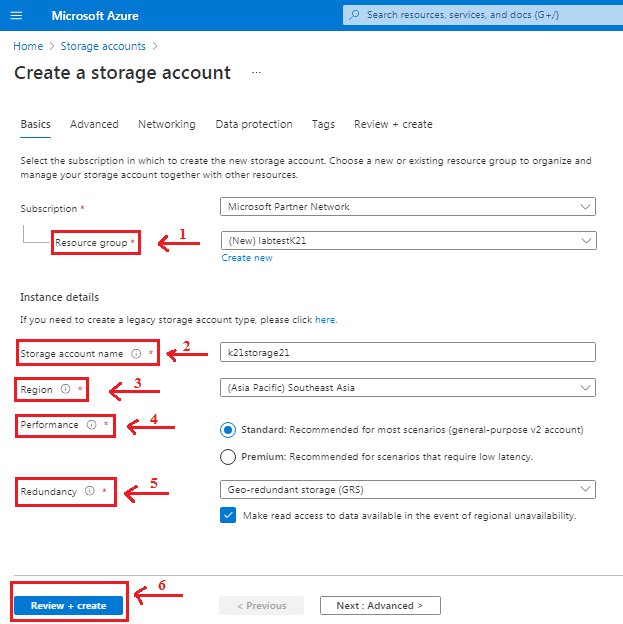 Microsoft Azure
Search resources, services, and docs (G+/)
Home > Storage accounts >
Create a storage account ...
Basics Advanced Networking Data protection Tags Review + create
Select the subscription in which to create the new storage account. Choose a new or existing resource group to organize and
manage your storage account together with other resources.
Subscription * Microsoft Partner Network
Resource group * 1 (New) labtestK21
Create new
Instance details
If you need to create a legacy storage account type, please click here.
Storage account name * 2 k21storage21
Region * 3 (Asia Pacific) Southeast Asia
Performance * 4 Standard: Recommended for most scenarios (general-purpose v2 account)
Premium: Recommended for scenarios that require low latency.
Redundancy * 5 Geo-redundant storage (GRS)
Make read access to data available in the event of regional unavailability.
Review + create 6 < Previous Next : Advanced >